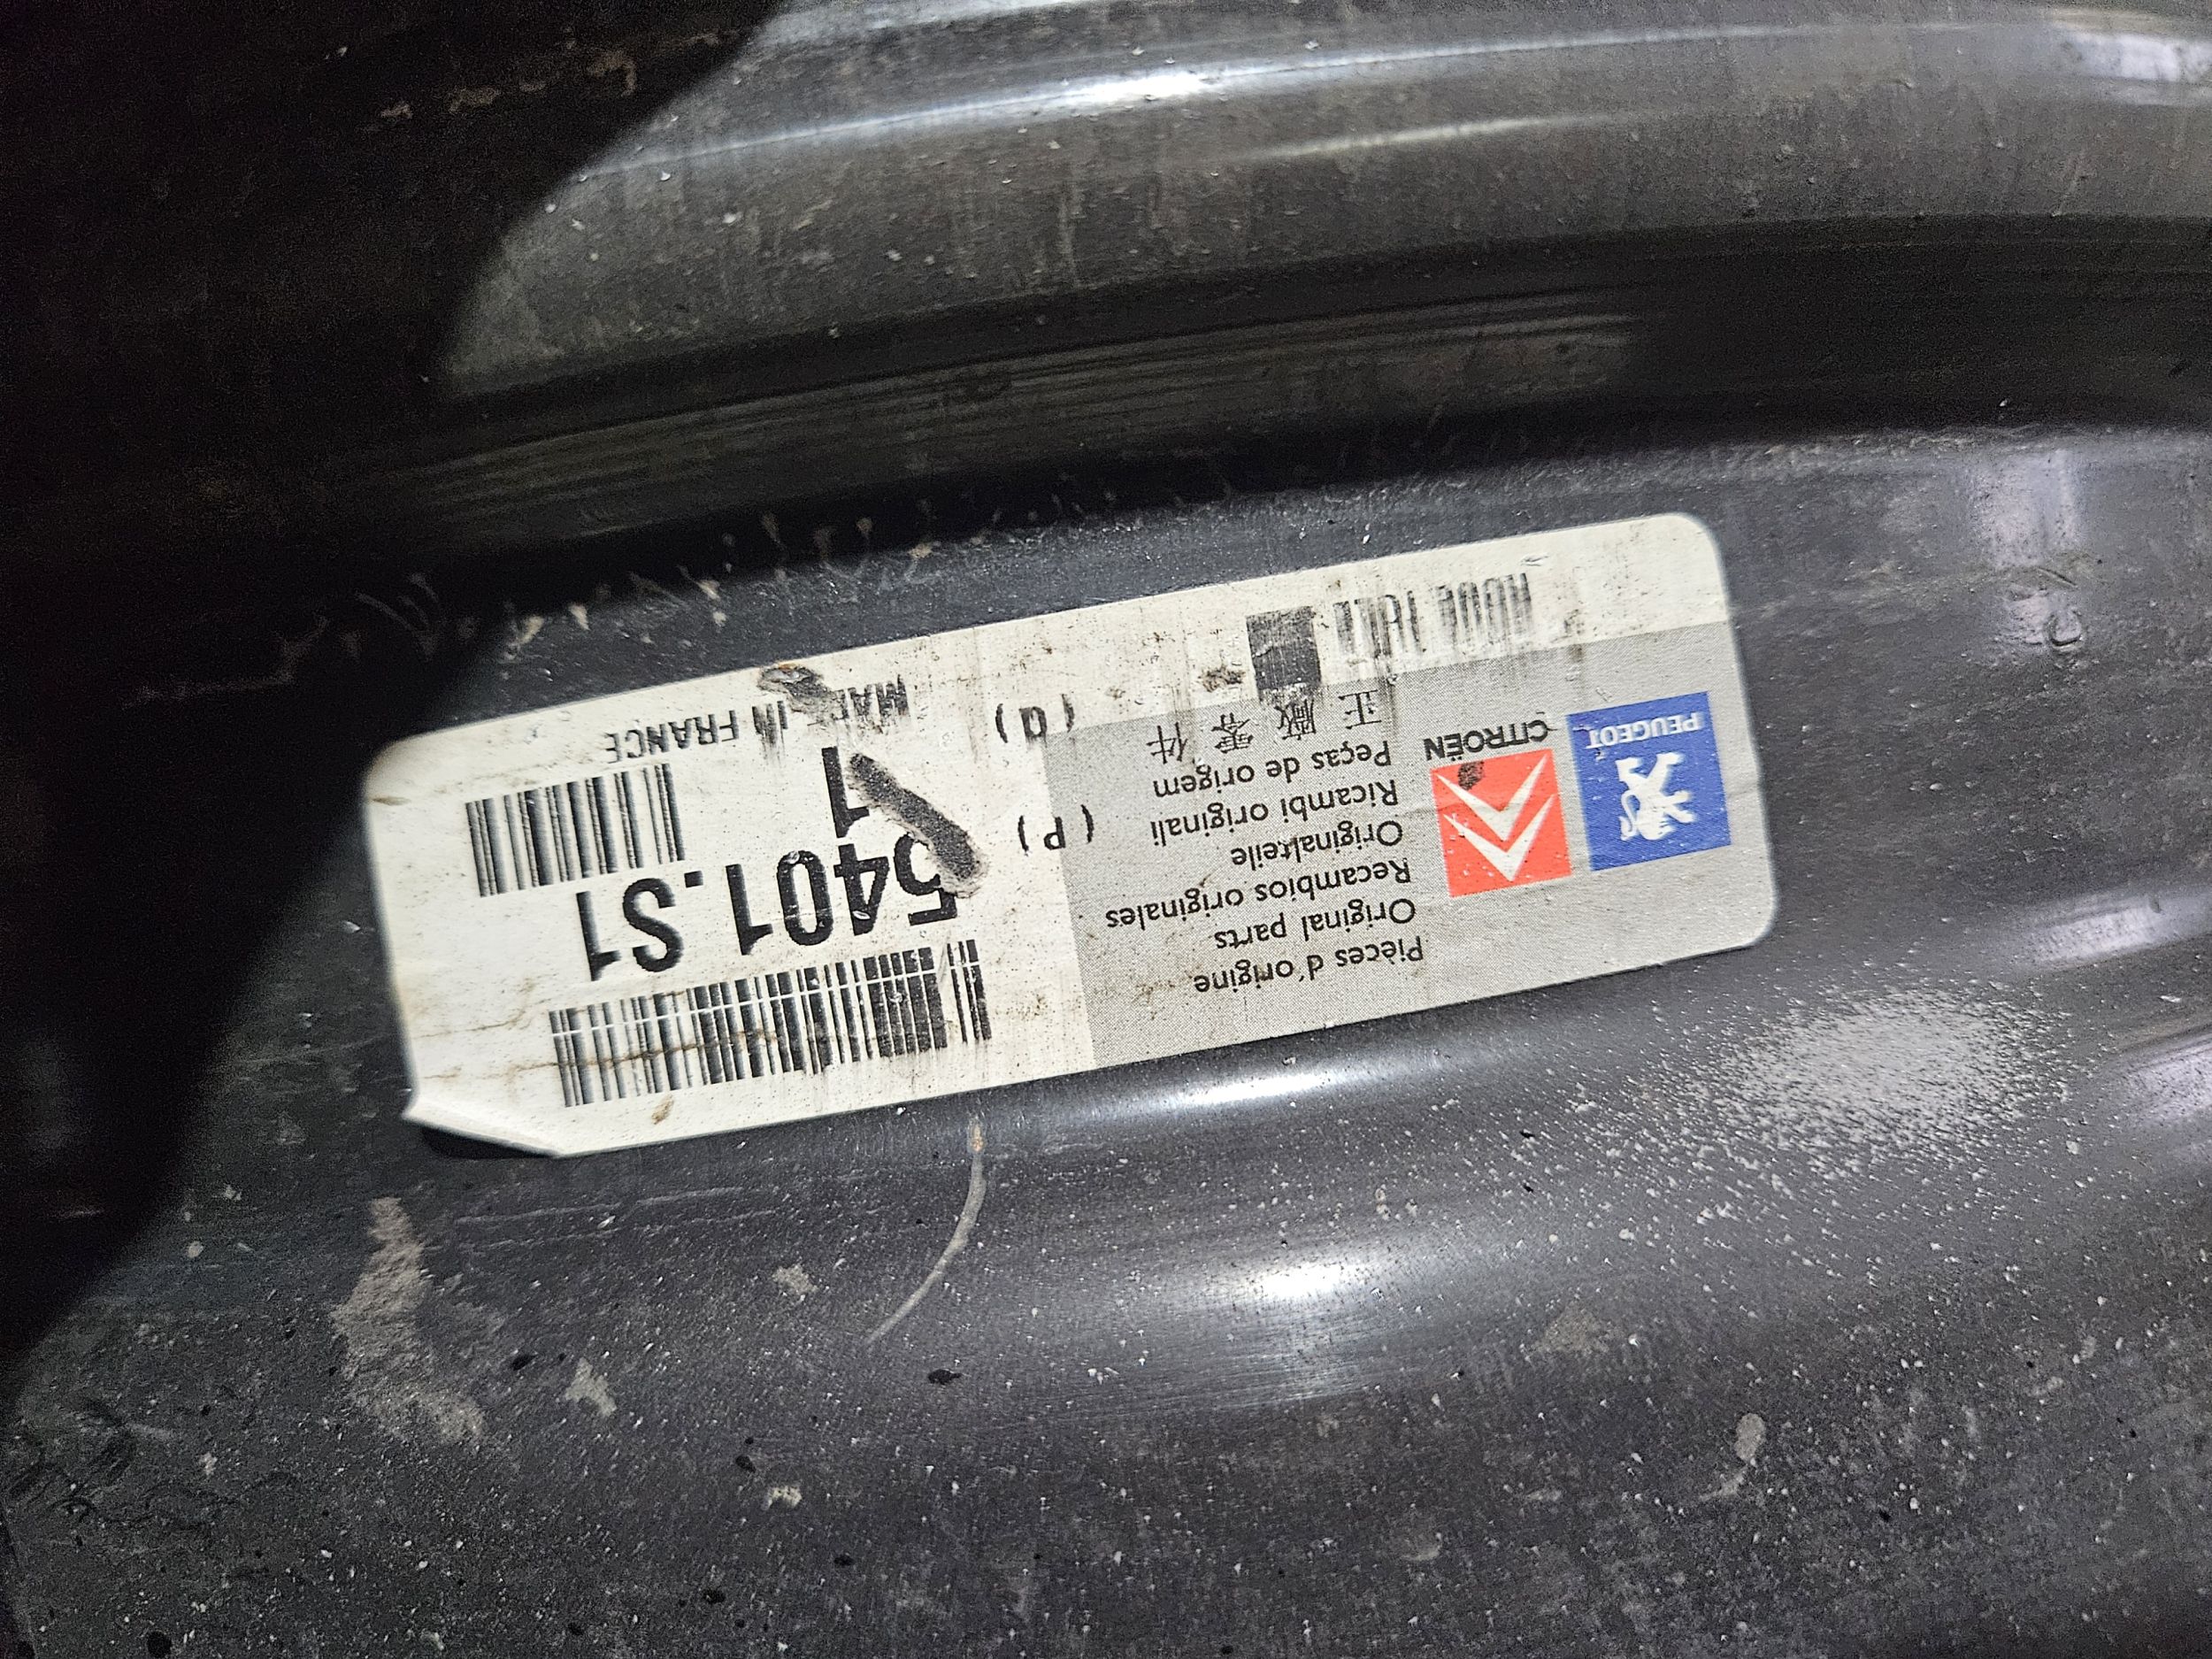 PEUGEOT
CITROËN
Pièces d'origine
Original parts
Recambios originales
Originalteile
Ricambi originali
Peças de origem
正廠零件
(P) 5401.S1
(Q) 1
IN FRANCE